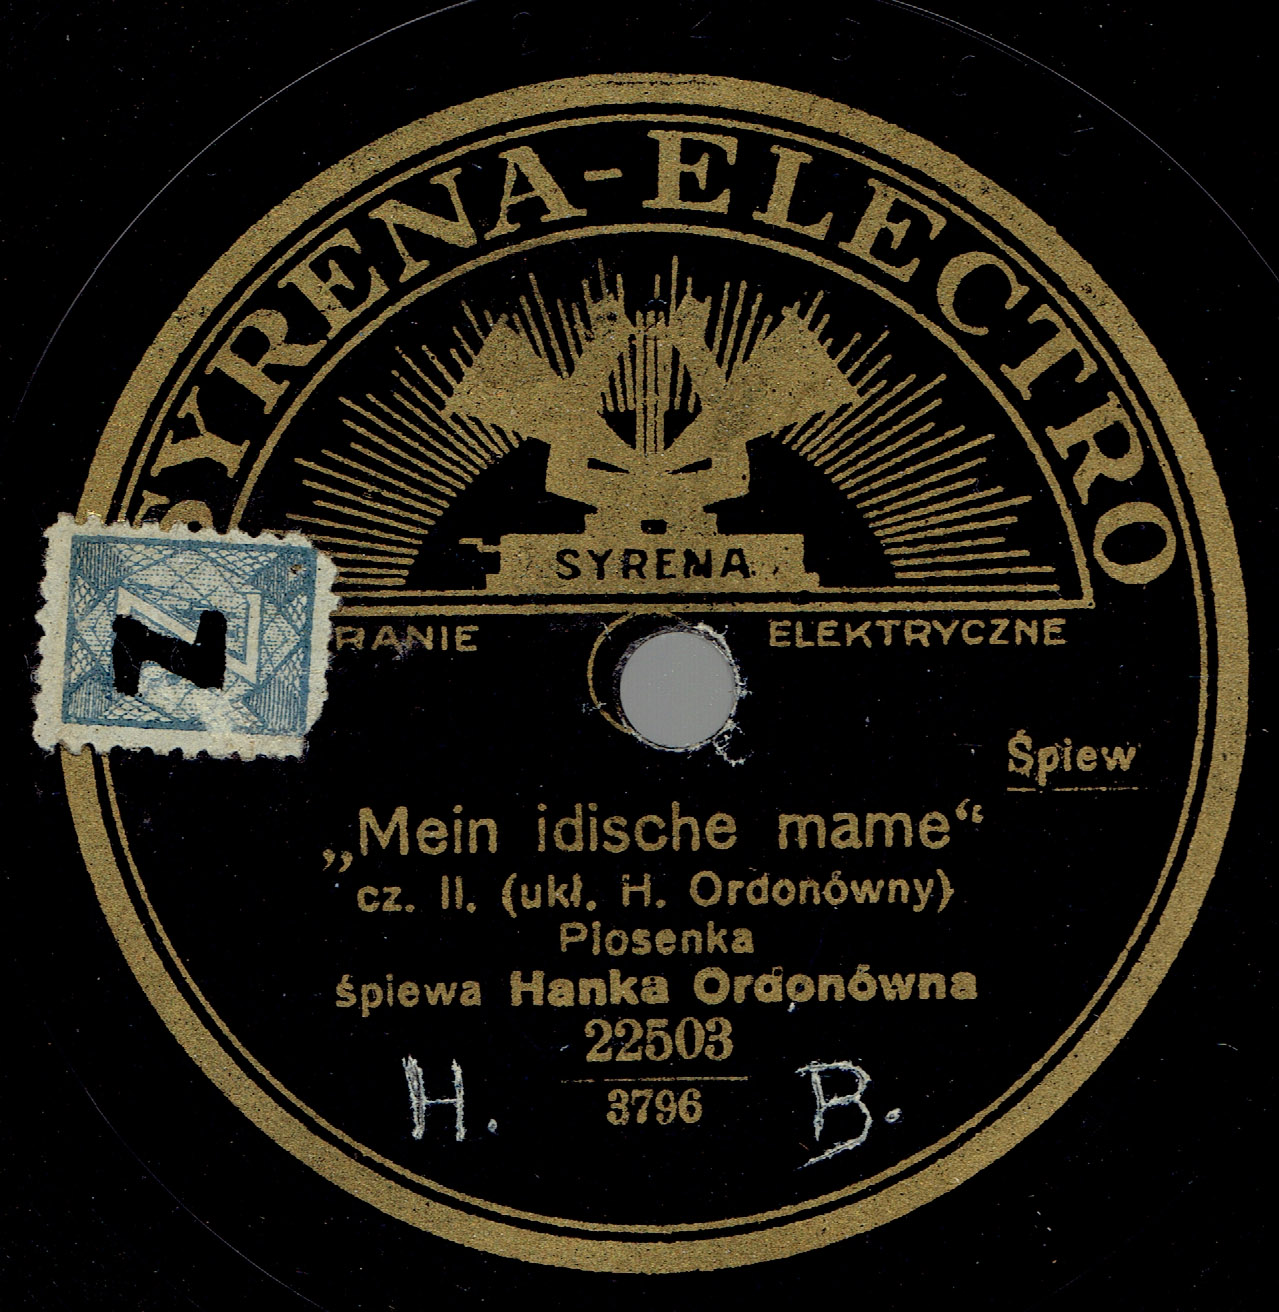 SYRENA-ELECTRO
SYRENA
RANIE ELEKTRYCZNE
Śpiew
„Mein idische mame“
cz. II. (ukł. H. Ordonówny)
Piosenka
śpiewa Hanka Ordonówna
22503
3796
H. B.